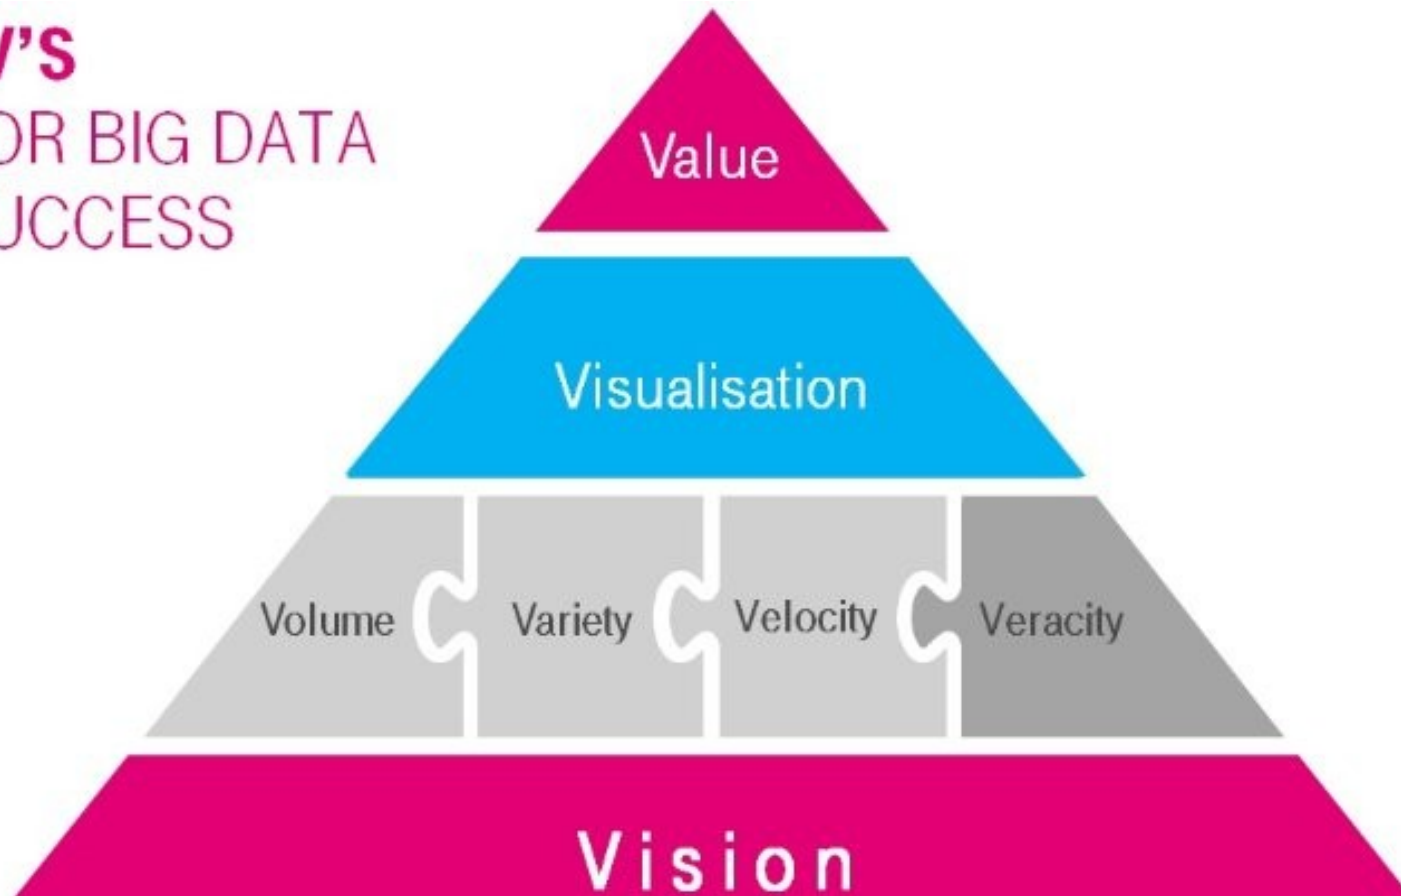 V'S
OR BIG DATA
UCCESS
Value
Visualisation
Volume Variety Velocity Veracity
Vision